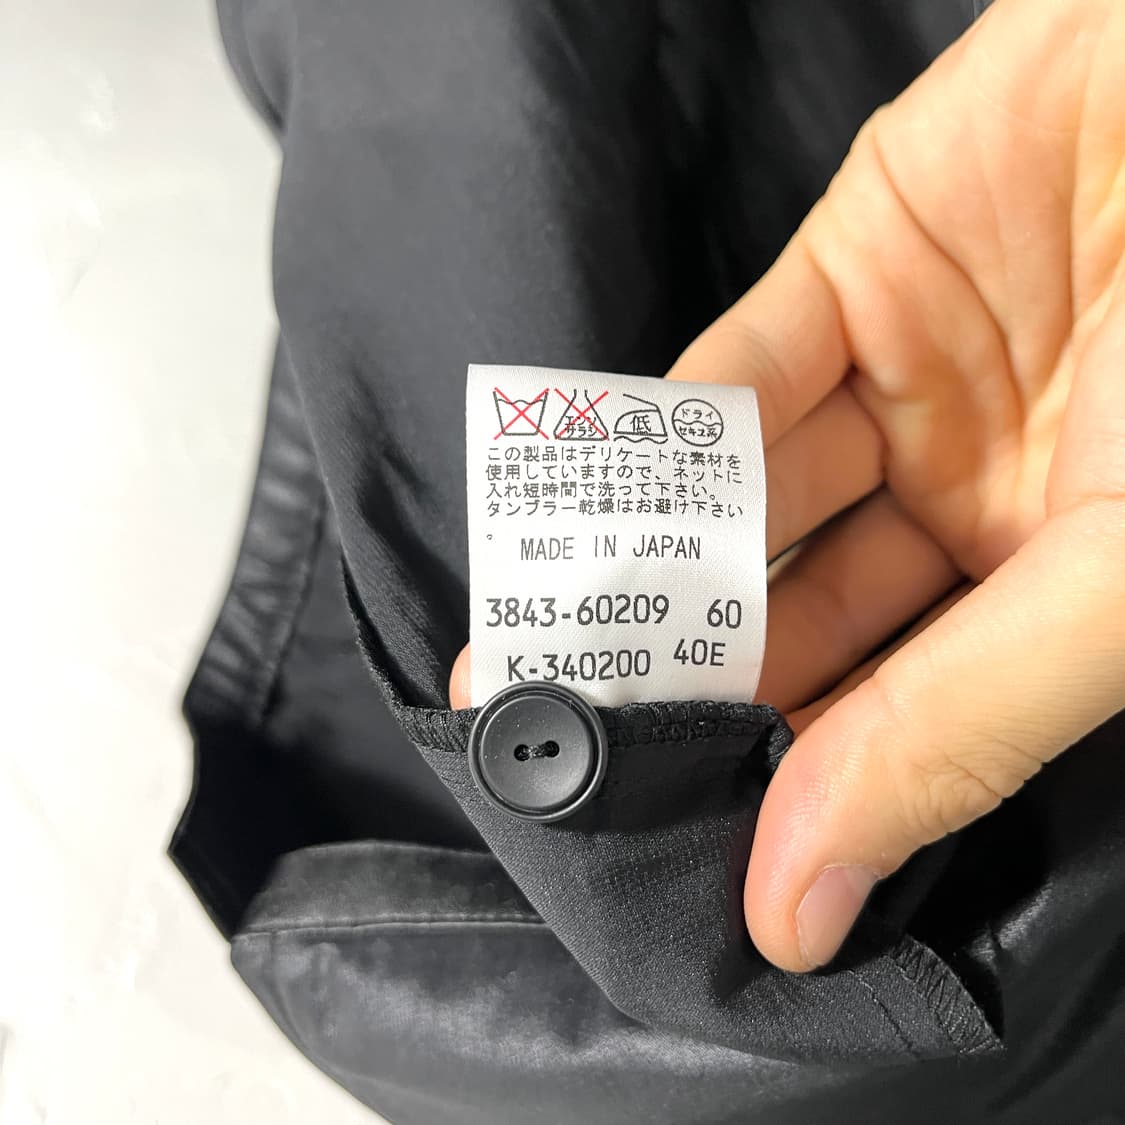 エンソ
サラシ
低
ドライ
セキユ系
この製品はデリケートな素材を
使用していますので、ネットに
入れ短時間で洗って下さい。
タンブラー乾燥はお避け下さい
。
MADE IN JAPAN
3843-60209 60
K-340200 40E